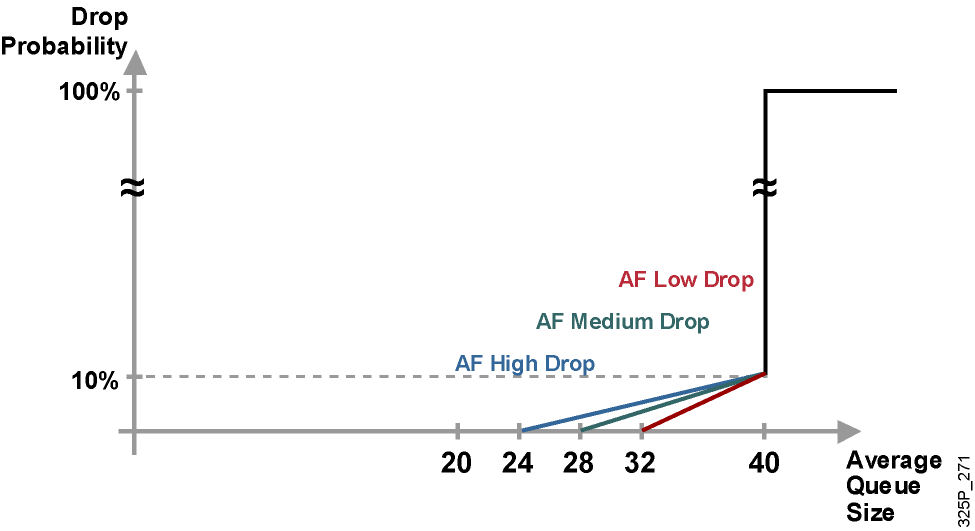 Drop
Probability
100%
AF Low Drop
AF Medium Drop
AF High Drop
10%
20 24 28 32 40
Average
Queue
Size
325P_271